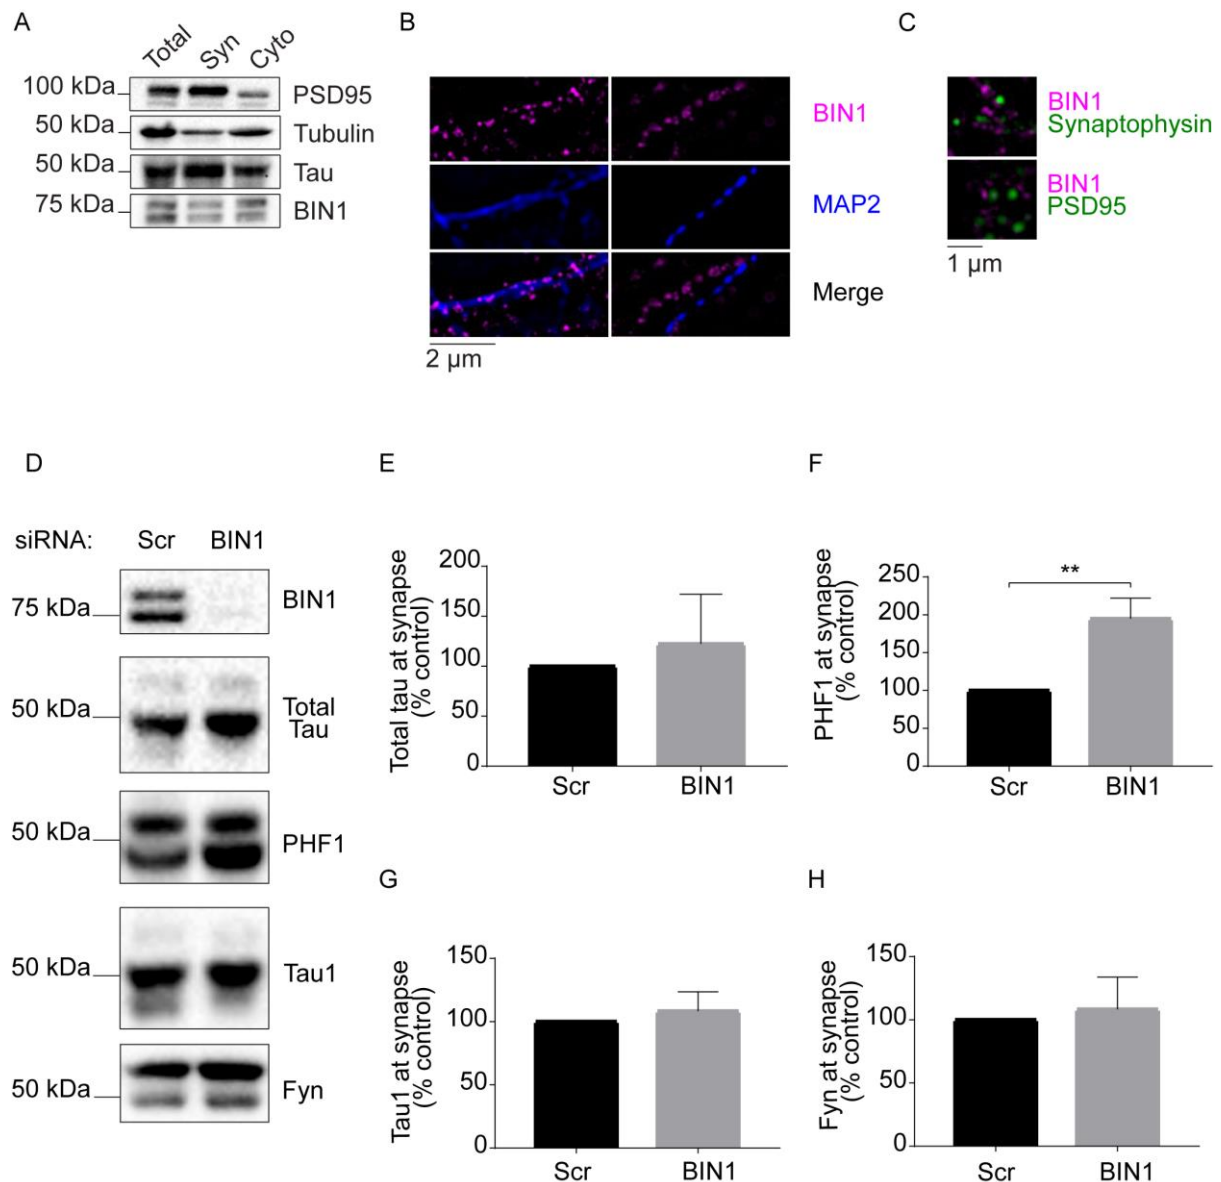 A
Total Syn Cyto
100 kDa PSD95
50 kDa Tubulin
50 kDa Tau
75 kDa BIN1
B
BIN1
MAP2
Merge
2 µm
C
BIN1
Synaptophysin
BIN1
PSD95
1 µm
D
siRNA: Scr BIN1
75 kDa BIN1
50 kDa Total
Tau
50 kDa PHF1
50 kDa Tau1
50 kDa Fyn
E
Total tau at synapse
(% control)
200
150
100
50
0
Scr BIN1
F
PHF1 at synapse
(% control)
250
200
150
100
50
0
**
Scr BIN1
G
Tau1 at synapse
(% control)
150
100
50
0
Scr BIN1
H
Fyn at synapse
(% control)
150
100
50
0
Scr BIN1